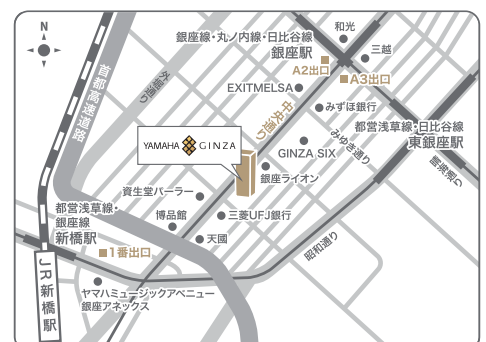 N
和光
銀座線・丸ノ内線・日比谷線
銀座駅
三越
A2出口
A3出口
首都高速道路
外堀通り
EXITMELSA
中央通り
みずほ銀行
都営浅草線・日比谷線
東銀座駅
みゆき通り
YAMAHA GINZA
GINZA SIX
銀座ライオン
晴海通り
資生堂パーラー
都営浅草線・
銀座線
新橋駅
博品館
三菱UFJ銀行
天國
昭和通り
1番出口
JR新橋駅
ヤマハミュージックアベニュー
銀座アネックス